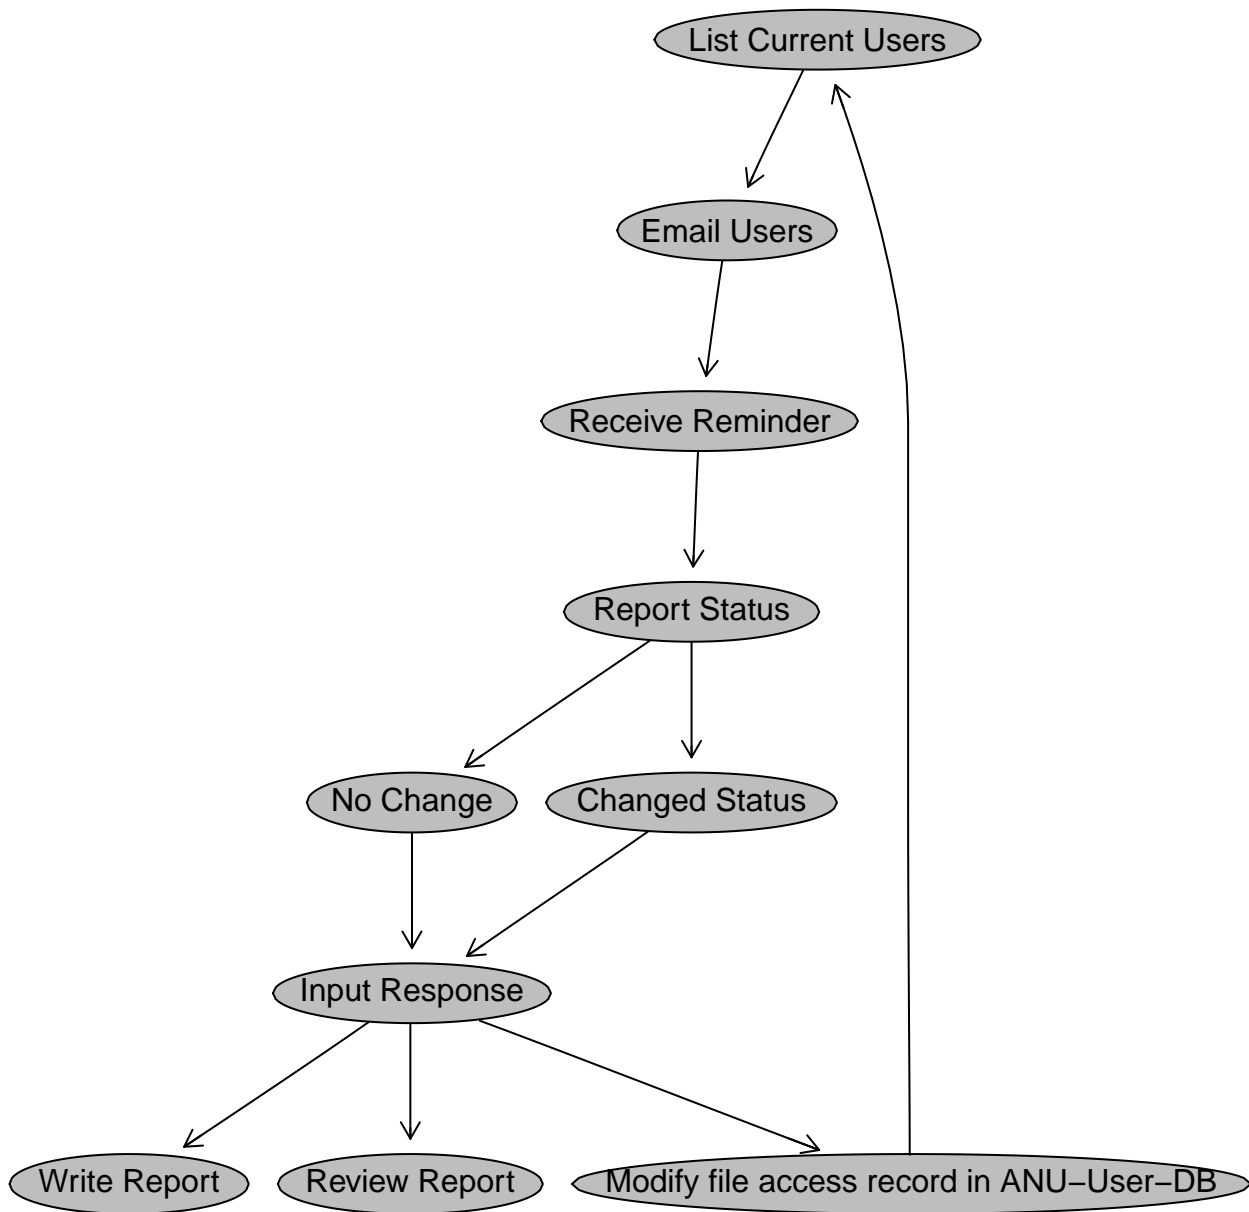 List Current Users
Email Users
Receive Reminder
Report Status
No Change
Changed Status
Input Response
Write Report
Review Report
Modify file access record in ANU−User−DB